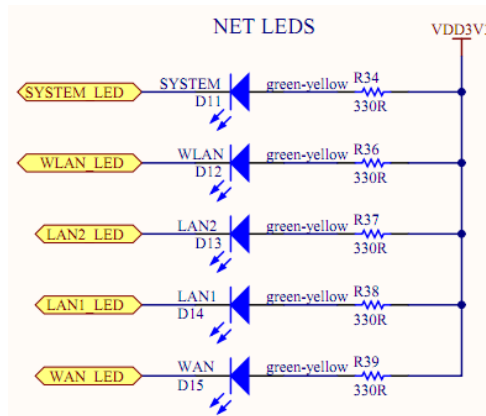 NET LEDS
VDD3V3
SYSTEM_LED
SYSTEM
D11
green-yellow
R34
330R
WLAN_LED
WLAN
D12
green-yellow
R36
330R
LAN2_LED
LAN2
D13
green-yellow
R37
330R
LAN1_LED
LAN1
D14
green-yellow
R38
330R
WAN_LED
WAN
D15
green-yellow
R39
330R